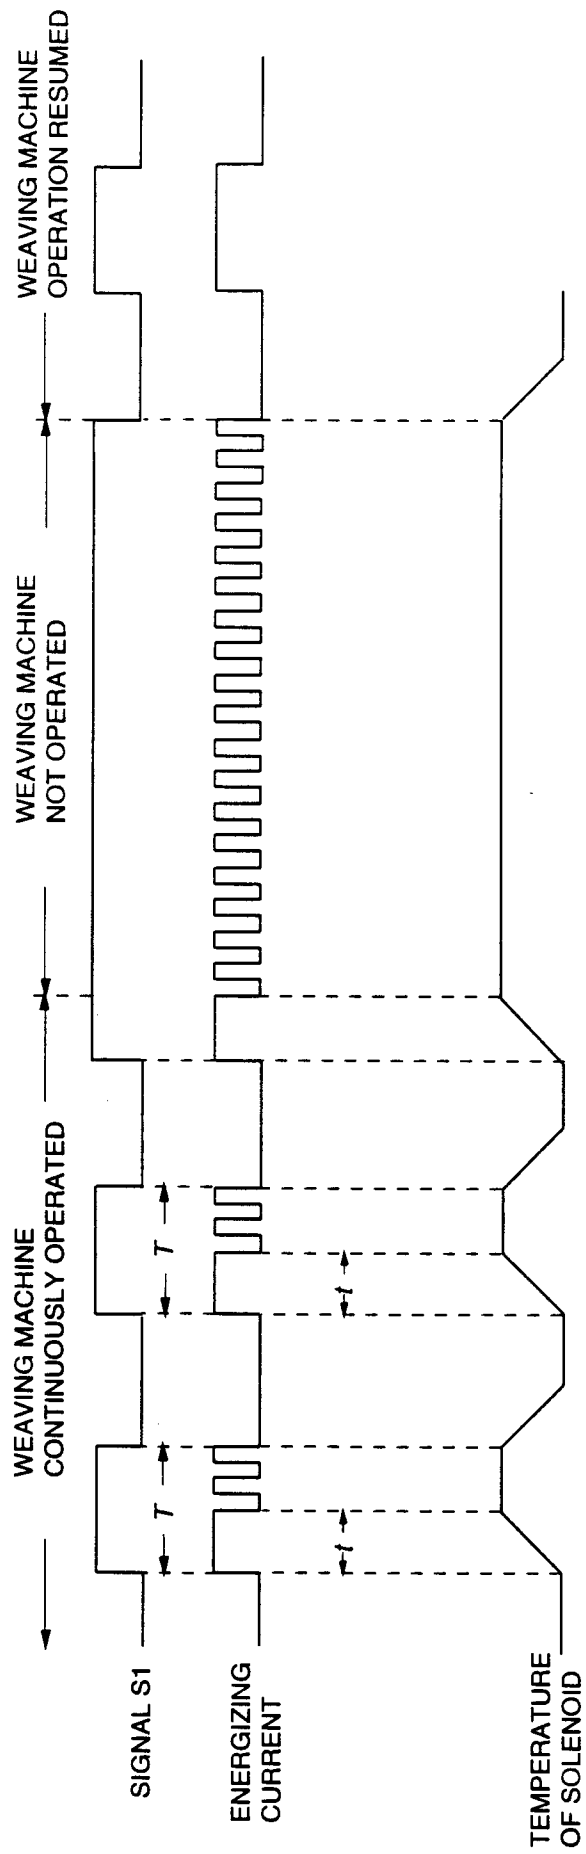 WEAVING MACHINE
CONTINUOUSLY OPERATED
WEAVING MACHINE
NOT OPERATED
WEAVING MACHINE
OPERATION RESUMED
SIGNAL S1
T
T
ENERGIZING
CURRENT
t
t
TEMPERATURE
OF SOLENOID